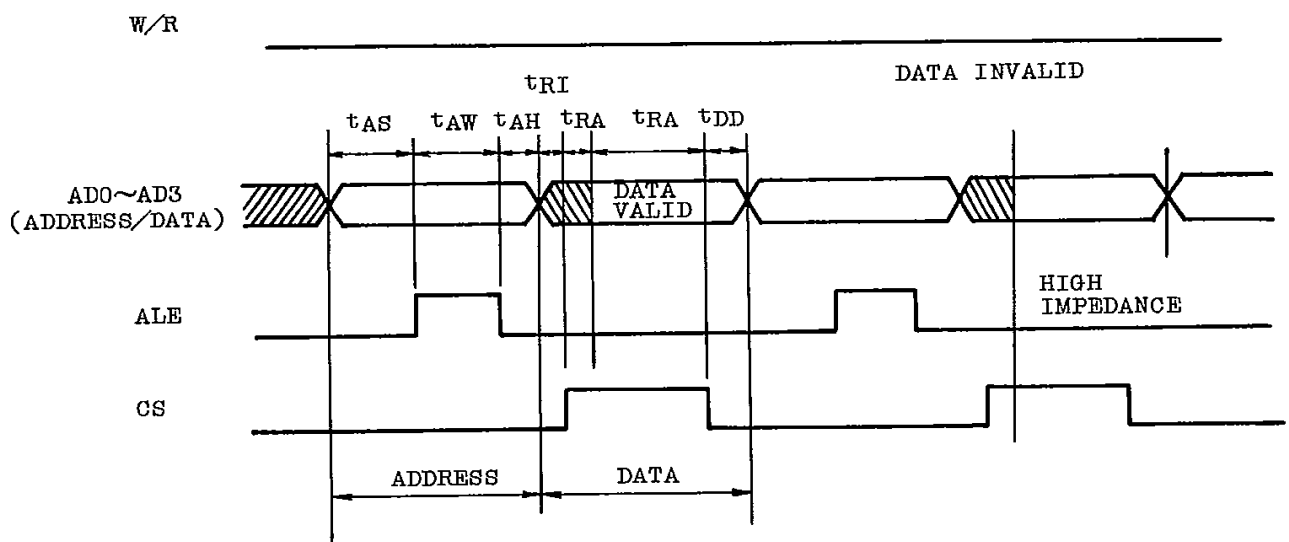 W/R
DATA INVALID
tRI
tAS tAW tAH tRA tRA tDD
AD0~AD3
(ADDRESS/DATA)
DATA
VALID
ALE
HIGH
IMPEDANCE
CS
ADDRESS DATA